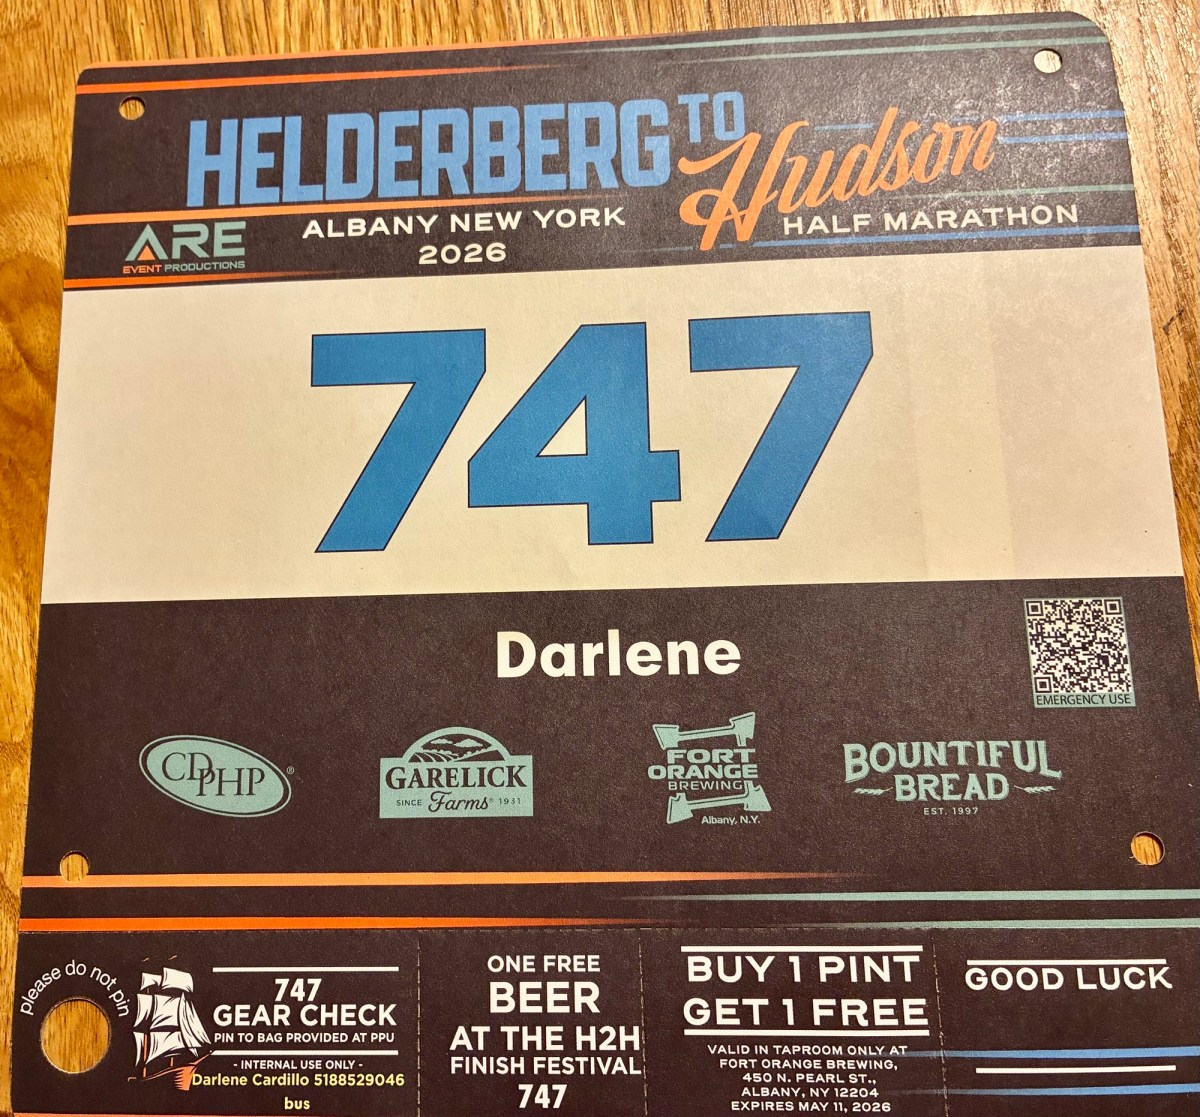 HELDERBERG TO Hudson
HALF MARATHON
ALBANY NEW YORK
2026
ARE
EVENT PRODUCTIONS
747
Darlene
EMERGENCY USE
CDPHP®
GARELICK
SINCE Farms® 1931
FORT
ORANGE
BREWING
Albany, N.Y.
BOUNTIFUL
BREAD
EST. 1997
please do not pin
747
GEAR CHECK
PIN TO BAG PROVIDED AT PPU
- INTERNAL USE ONLY -
Darlene Cardillo 5188529046
bus
ONE FREE
BEER
AT THE H2H
FINISH FESTIVAL
747
BUY 1 PINT
GET 1 FREE
VALID IN TAPROOM ONLY AT
FORT ORANGE BREWING,
450 N. PEARL ST.,
ALBANY, NY 12204
EXPIRES MAY 11, 2026
GOOD LUCK